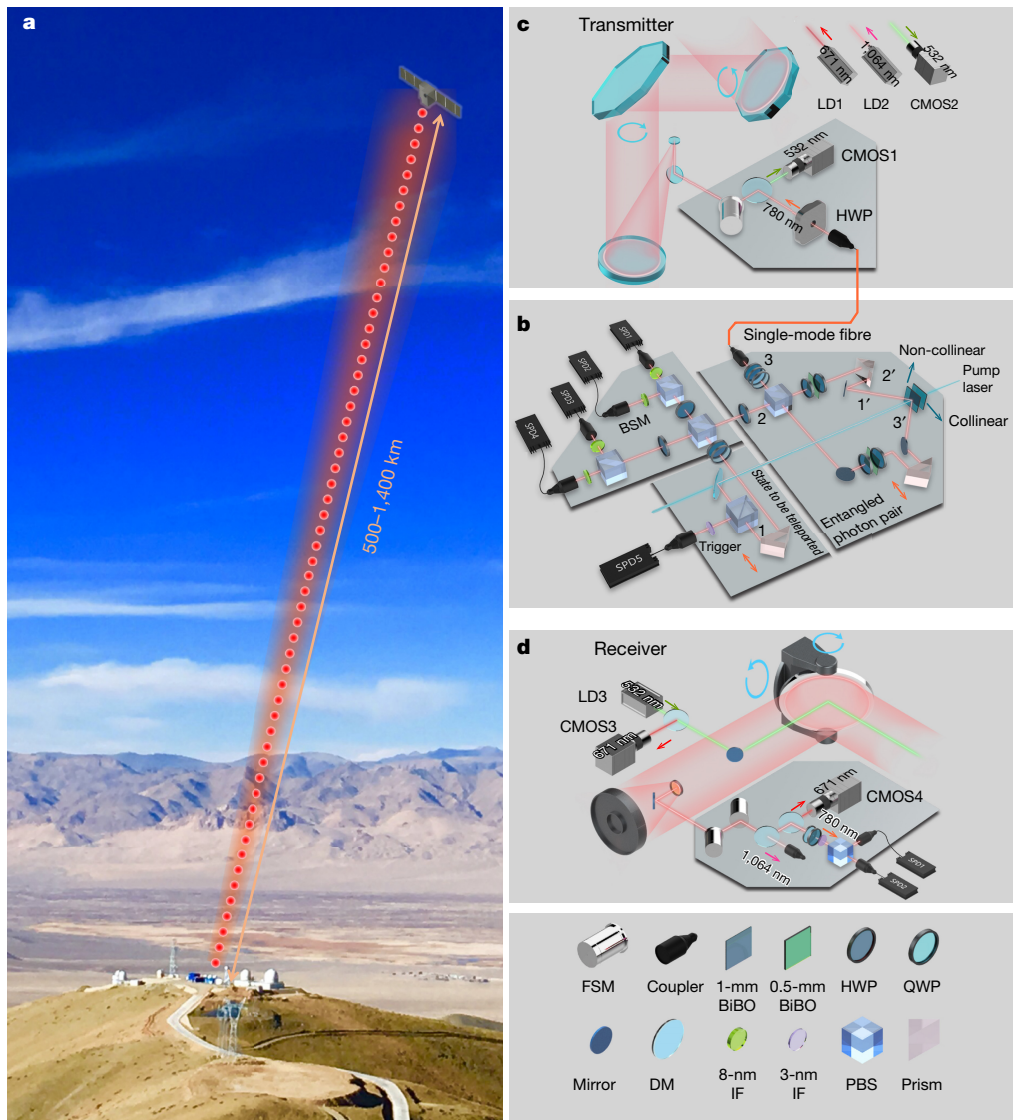 a
500–1,400 km
c
Transmitter
671 nm
1,064 nm
532 nm
LD1
LD2
CMOS2
532 nm
CMOS1
780 nm
HWP
b
Single-mode fibre
SPD1
SPD2
SPD3
SPD4
BSM
3
2
2′
1′
3′
Non-collinear
Pump
laser
Collinear
State to be teleported
Entangled
photon pair
1
Trigger
SPD5
d
Receiver
LD3
532 nm
CMOS3
671 nm
671 nm
CMOS4
780 nm
1,064 nm
SPD1
SPD2
FSM
Coupler
1-mm
BiBO
0.5-mm
BiBO
HWP
QWP
Mirror
DM
8-nm
IF
3-nm
IF
PBS
Prism